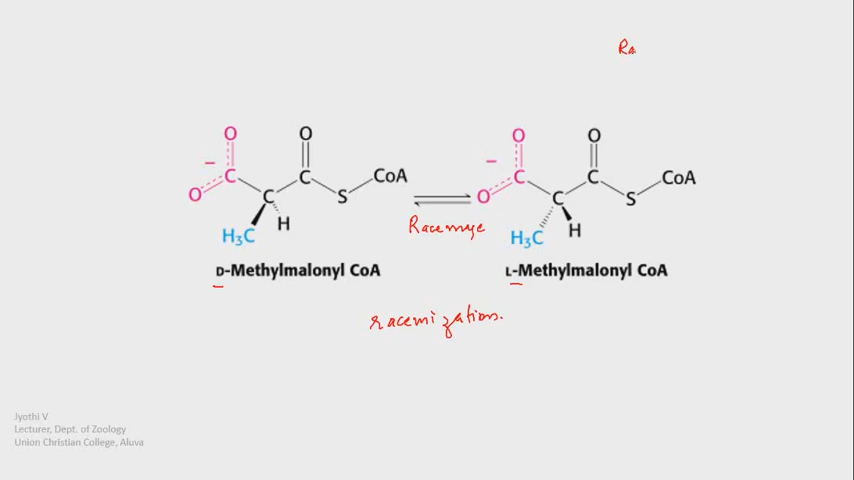 Ra
O O
O O
− −
C C CoA C C CoA
O C S O C S
H H
H₃C H₃C
Racemase
D-Methylmalonyl CoA L-Methylmalonyl CoA
racemization.
Jyothi V
Lecturer, Dept. of Zoology
Union Christian College, Aluva